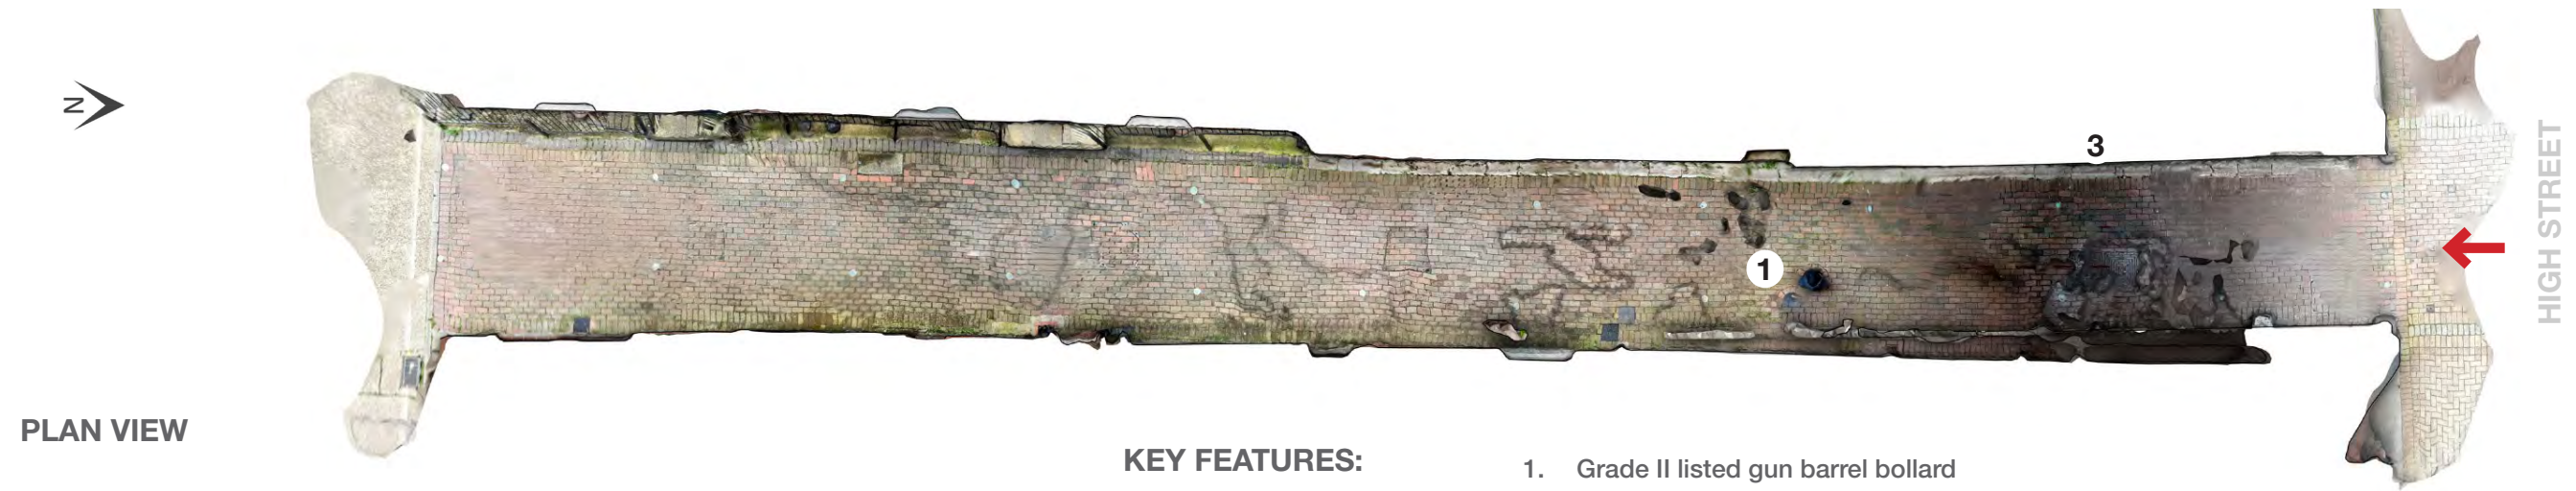 N
3
HIGH STREET
1
PLAN VIEW
KEY FEATURES:
1. Grade II listed gun barrel bollard